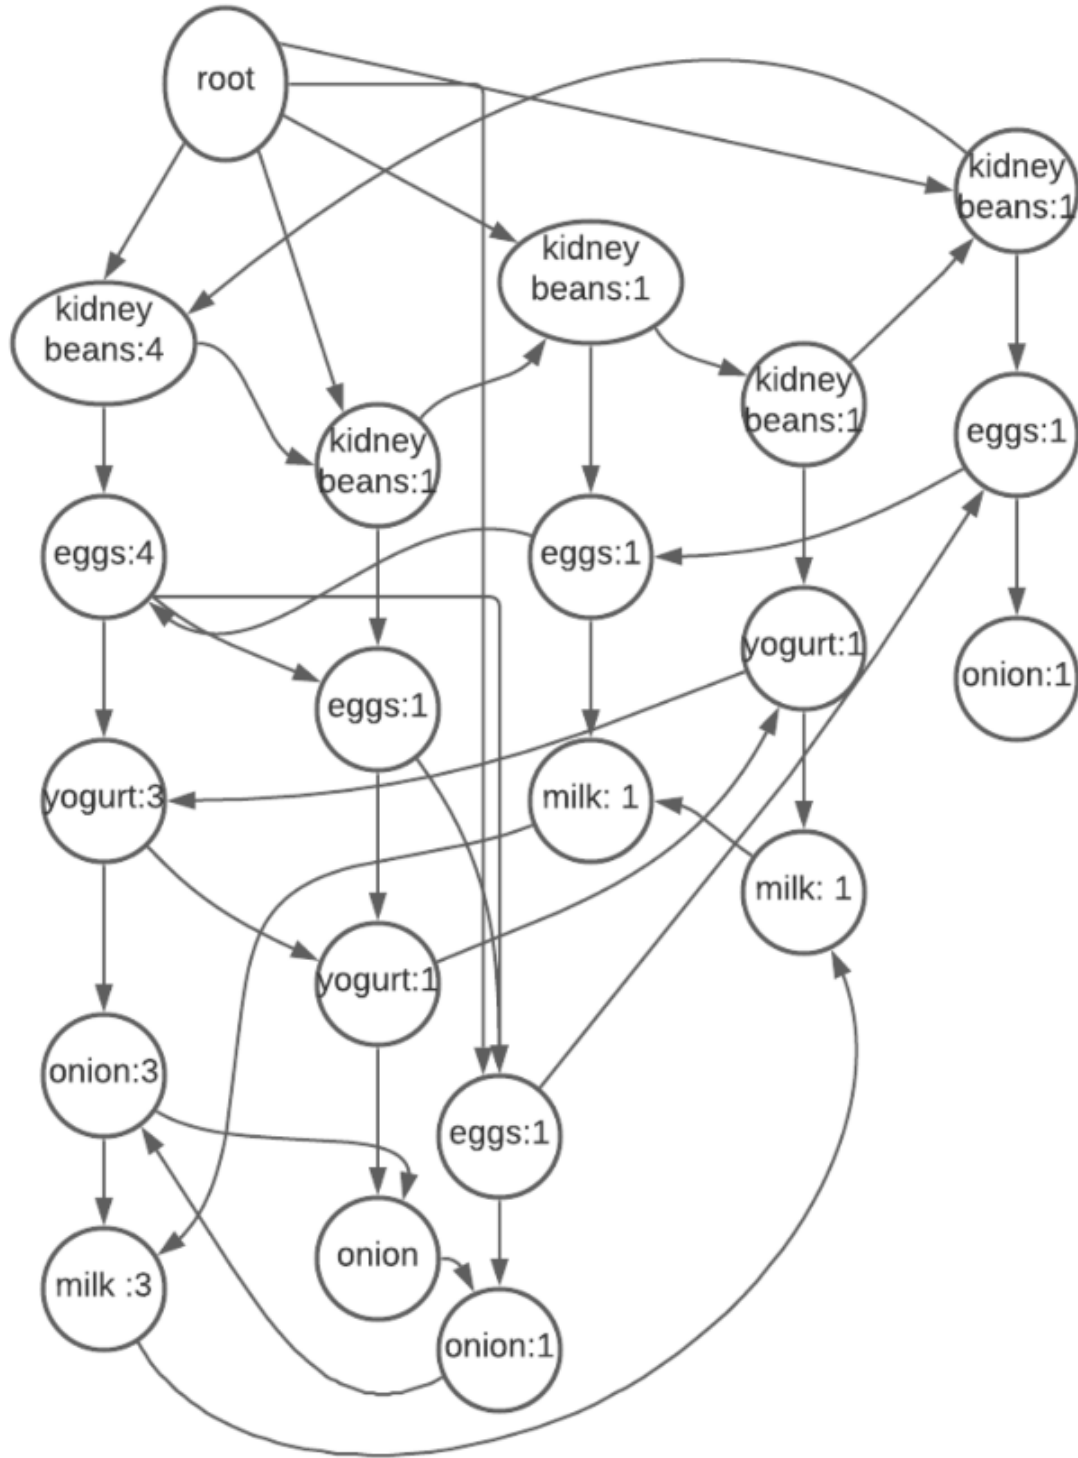 root
kidney
beans:1
kidney
beans:1
kidney
beans:4
kidney
beans:1
kidney
beans:1
eggs:1
eggs:4
eggs:1
yogurt:1
onion:1
eggs:1
yogurt:3
milk: 1
milk: 1
yogurt:1
onion:3
eggs:1
onion
milk :3
onion:1